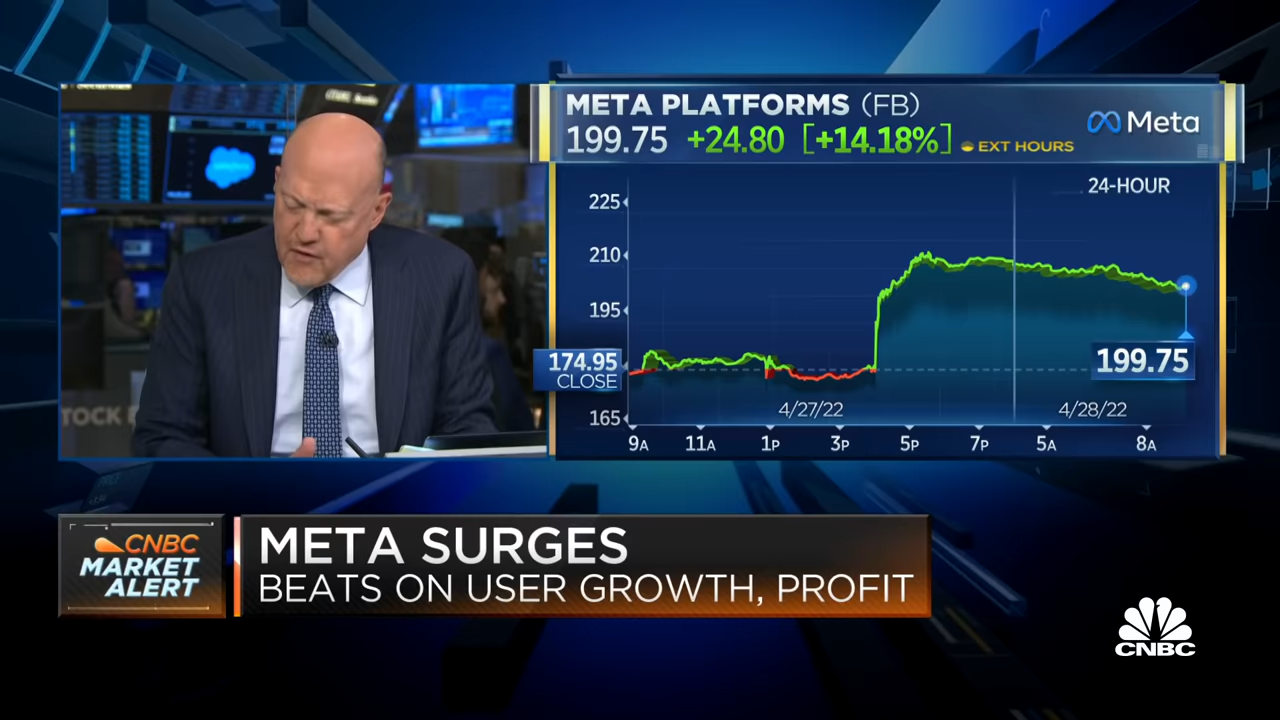 META PLATFORMS (FB)
199.75 +24.80 [+14.18%] EXT HOURS
Meta
24-HOUR
225
210
195
174.95
CLOSE
165
199.75
4/27/22
4/28/22
9A 11A 1P 3P 5P 7P 5A 8A
salesforce
STOCK
CNBC
MARKET
ALERT
META SURGES
BEATS ON USER GROWTH, PROFIT
CNBC